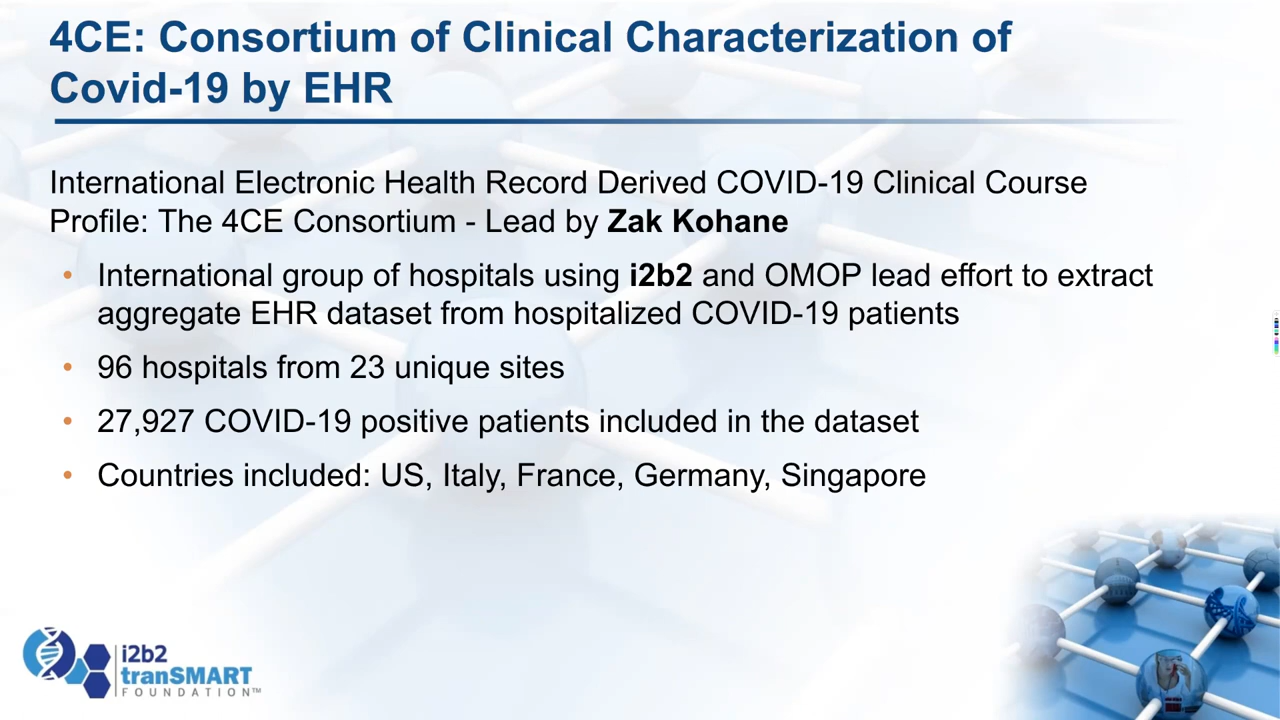 4CE: Consortium of Clinical Characterization of
Covid-19 by EHR
International Electronic Health Record Derived COVID-19 Clinical Course
Profile: The 4CE Consortium - Lead by Zak Kohane
• International group of hospitals using i2b2 and OMOP lead effort to extract
aggregate EHR dataset from hospitalized COVID-19 patients
• 96 hospitals from 23 unique sites
• 27,927 COVID-19 positive patients included in the dataset
• Countries included: US, Italy, France, Germany, Singapore
i2b2
tranSMART
FOUNDATION™